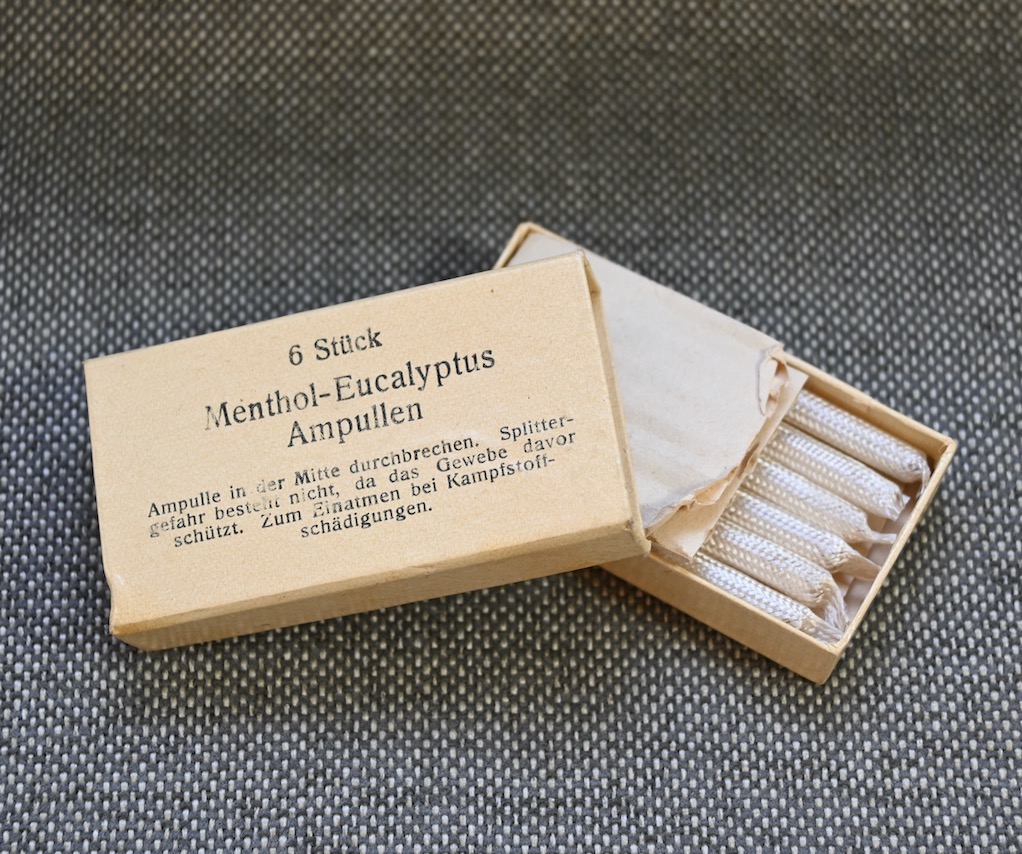 6 Stück
Menthol-Eucalyptus
Ampullen
Ampulle in der Mitte durchbrechen. Splitter-
gefahr besteht nicht, da das Gewebe davor
schützt. Zum Einatmen bei Kampfstoff-
schädigungen.